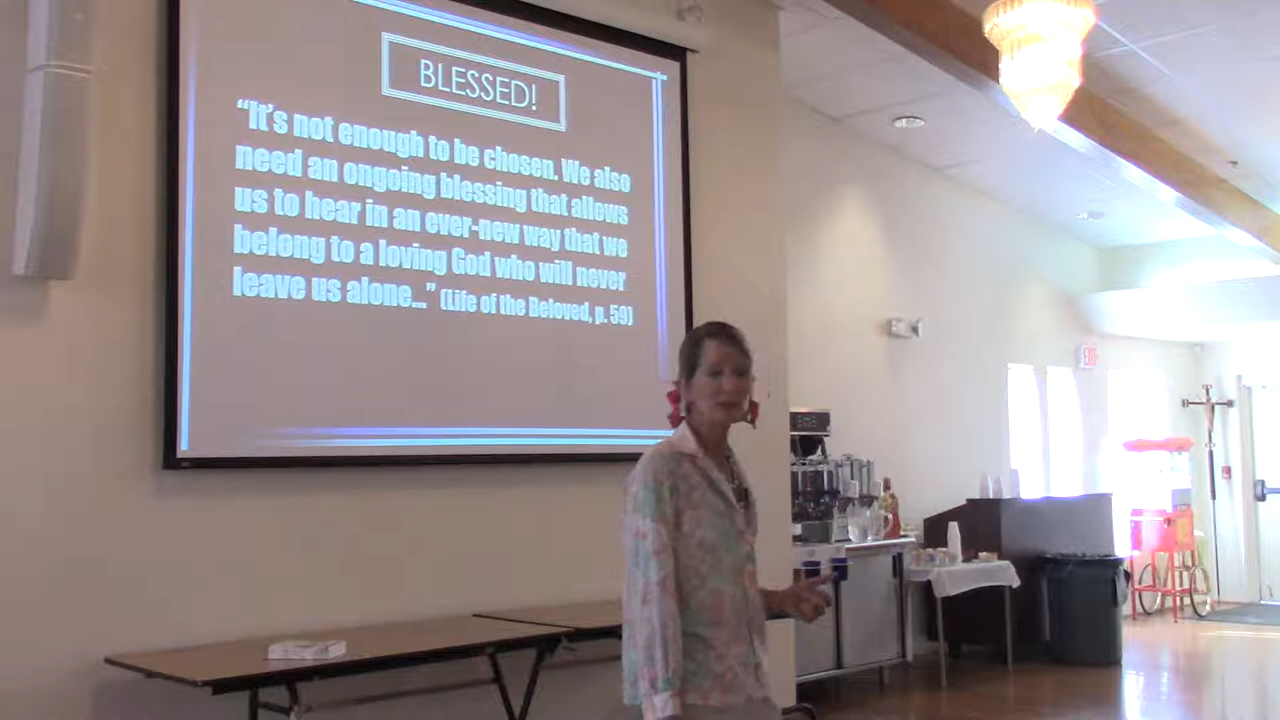 BLESSED!
“It’s not enough to be chosen. We also
need an ongoing blessing that allows
us to hear in an ever-new way that we
belong to a loving God who will never
leave us alone...” (Life of the Beloved, p. 59)
EXIT